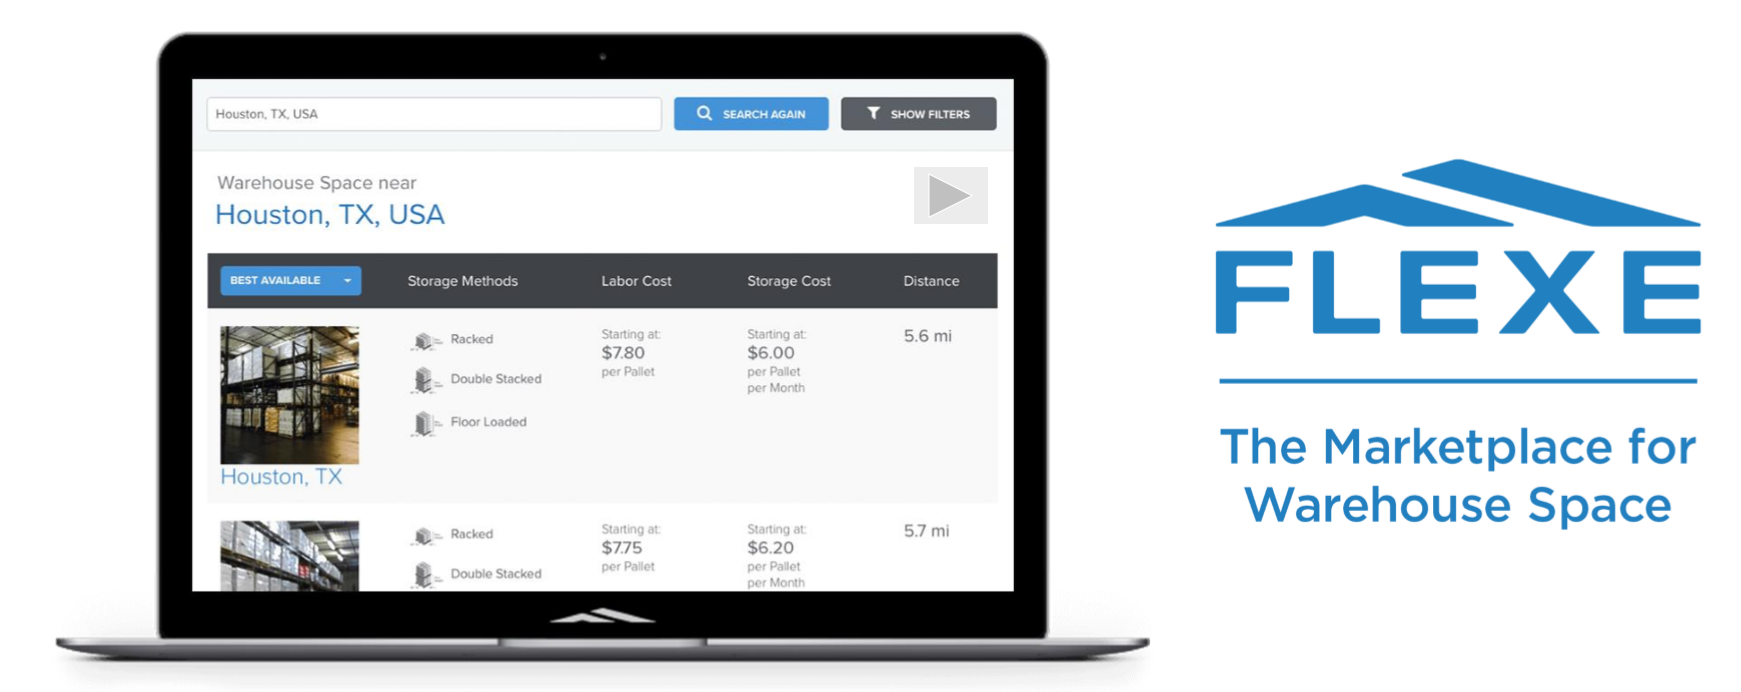 Houston, TX, USA
SEARCH AGAIN
SHOW FILTERS
Warehouse Space near
Houston, TX, USA
BEST AVAILABLE
Storage Methods
Labor Cost
Storage Cost
Distance
Racked
Double Stacked
Floor Loaded
Starting at:
$7.80
per Pallet
Starting at:
$6.00
per Pallet
per Month
5.6 mi
Houston, TX
Racked
Double Stacked
Starting at:
$7.75
per Pallet
Starting at:
$6.20
per Pallet
per Month
5.7 mi
FLEXE
The Marketplace for
Warehouse Space